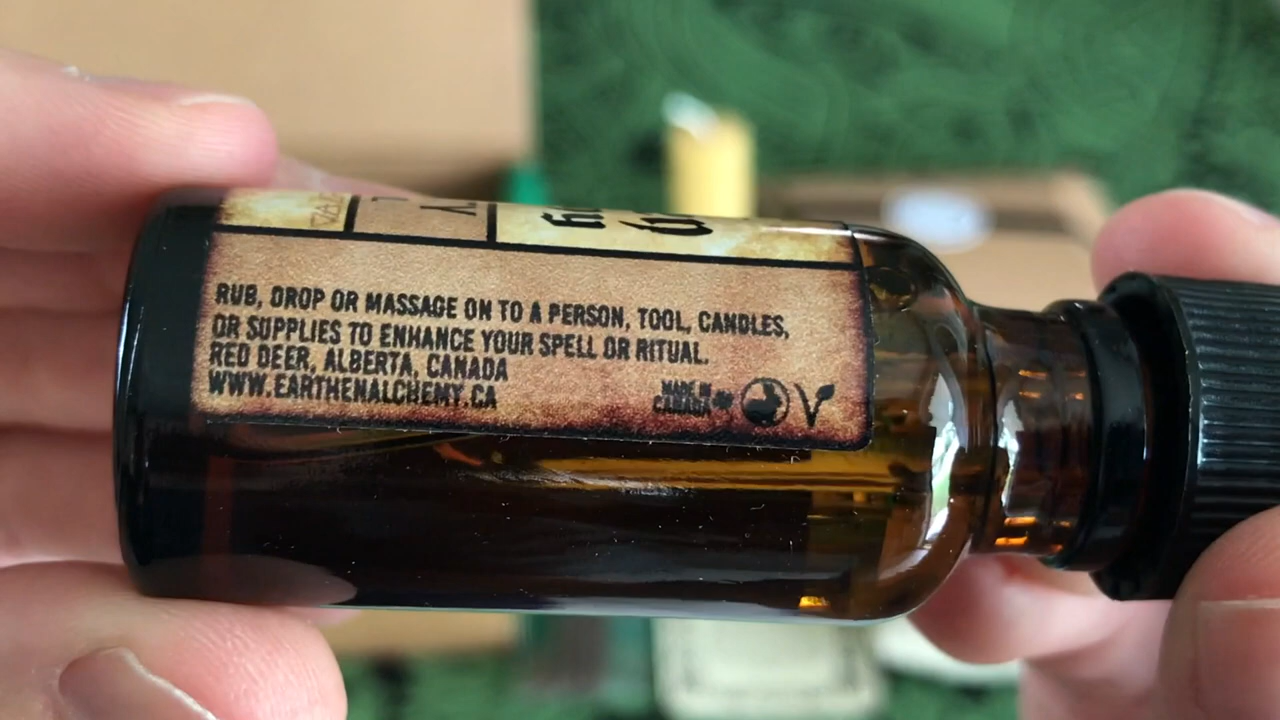 RUB, DROP OR MASSAGE ON TO A PERSON, TOOL, CANDLES,
OR SUPPLIES TO ENHANCE YOUR SPELL OR RITUAL.
RED DEER, ALBERTA, CANADA
WWW.EARTHENALCHEMY.CA
MADE IN
CANADA